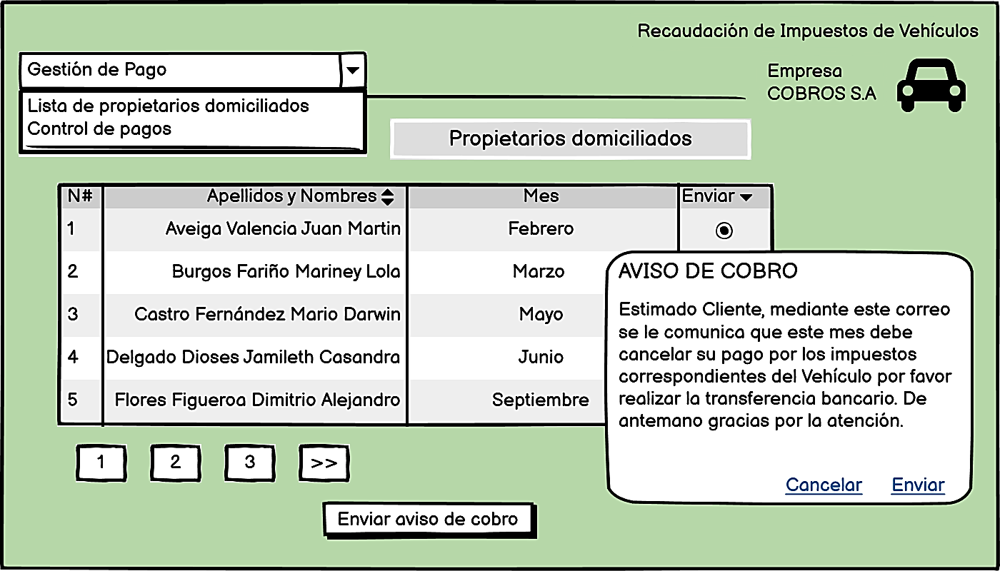 Recaudación de Impuestos de Vehículos
Gestión de Pago
Empresa
COBROS S.A
Lista de propietarios domiciliados
Control de pagos
Propietarios domiciliados
N# Apellidos y Nombres Mes Enviar
1 Aveiga Valencia Juan Martin Febrero
2 Burgos Fariño Mariney Lola Marzo
3 Castro Fernández Mario Darwin Mayo
4 Delgado Dioses Jamileth Casandra Junio
5 Flores Figueroa Dimitrio Alejandro Septiembre
AVISO DE COBRO
Estimado Cliente, mediante este correo
se le comunica que este mes debe
cancelar su pago por los impuestos
correspondientes del Vehículo por favor
realizar la transferencia bancario. De
antemano gracias por la atención.
Cancelar Enviar
1 2 3 >>
Enviar aviso de cobro